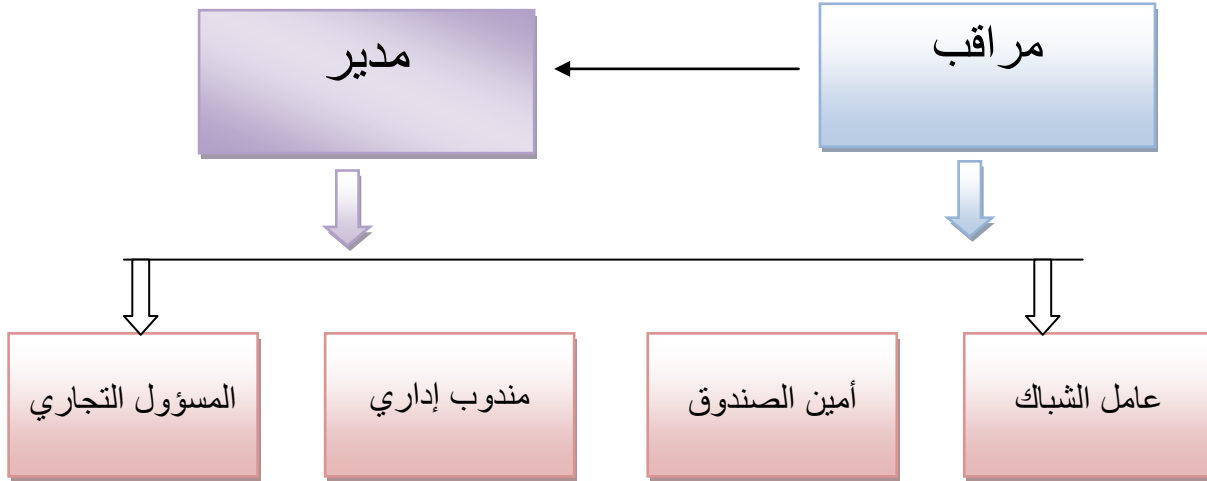 مراقب
مدير
عامل الشباك
أمين الصندوق
مندوب إداري
المسؤول التجاري